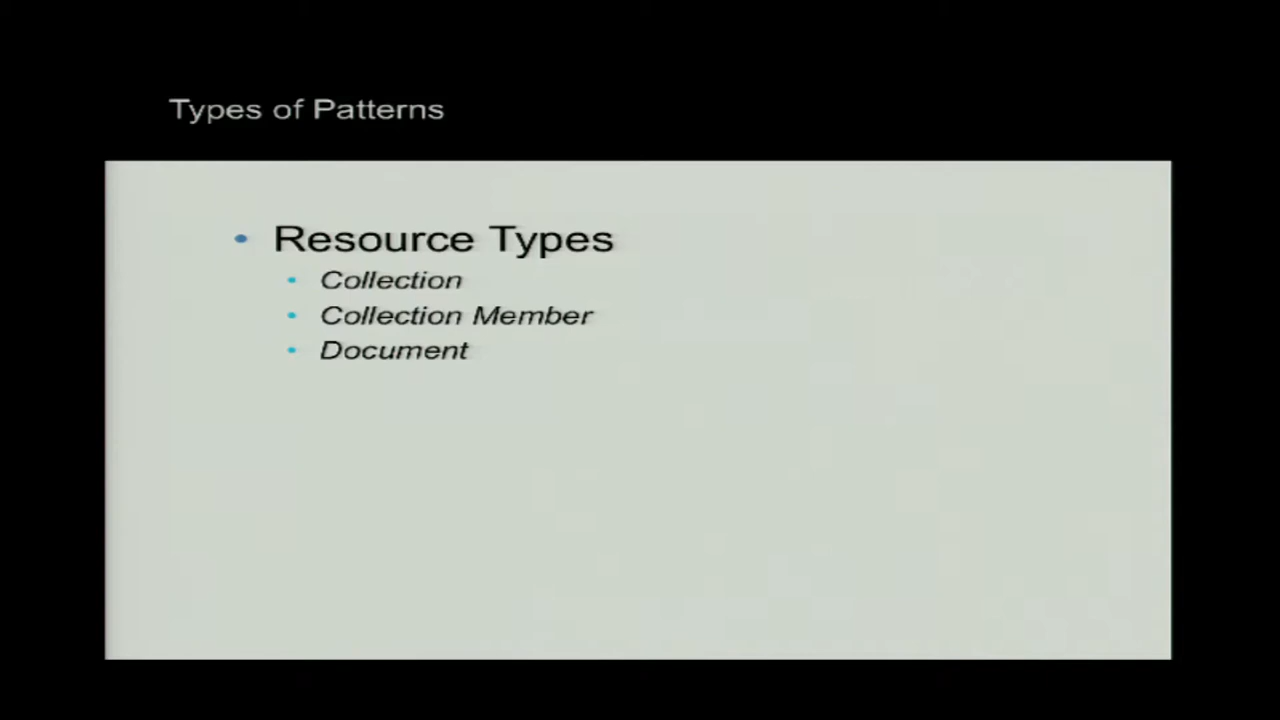 Types of Patterns
• Resource Types
• Collection
• Collection Member
• Document